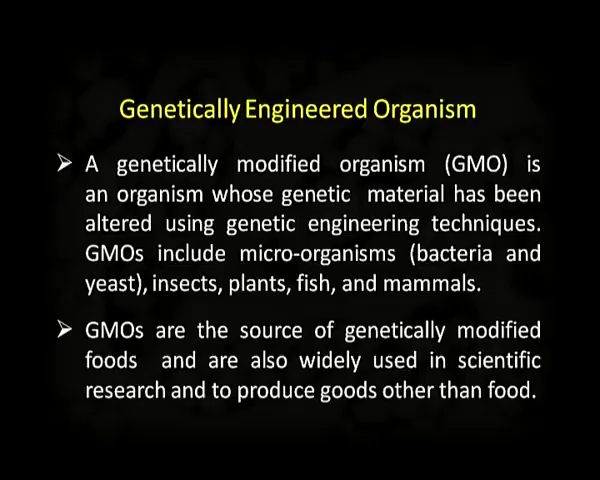 Genetically Engineered Organism
➢ A genetically modified organism (GMO) is
an organism whose genetic material has been
altered using genetic engineering techniques.
GMOs include micro-organisms (bacteria and
yeast), insects, plants, fish, and mammals.
➢ GMOs are the source of genetically modified
foods and are also widely used in scientific
research and to produce goods other than food.